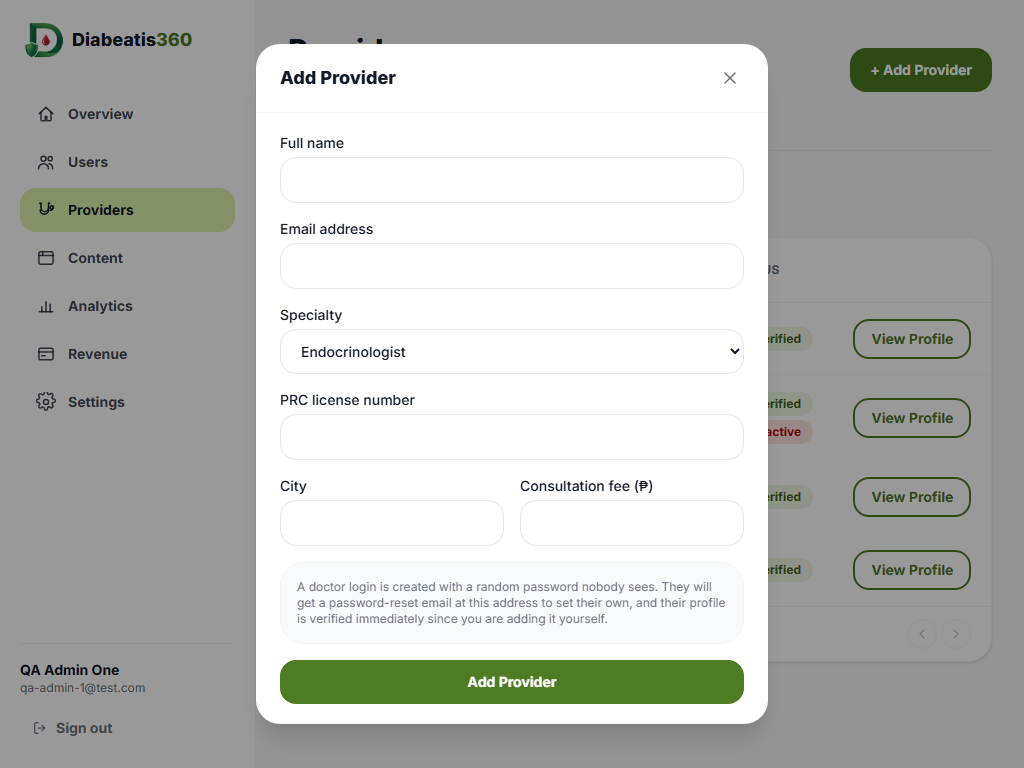 Diabeatis360
Overview
Users
Providers
Content
Analytics
Revenue
Settings
QA Admin One
qa-admin-1@test.com
Sign out
+ Add Provider
Add Provider
Full name
Email address
Specialty
Endocrinologist
PRC license number
City
Consultation fee (₱)
A doctor login is created with a random password nobody sees. They will
get a password-reset email at this address to set their own, and their profile
is verified immediately since you are adding it yourself.
Add Provider
View Profile
View Profile
View Profile
View Profile